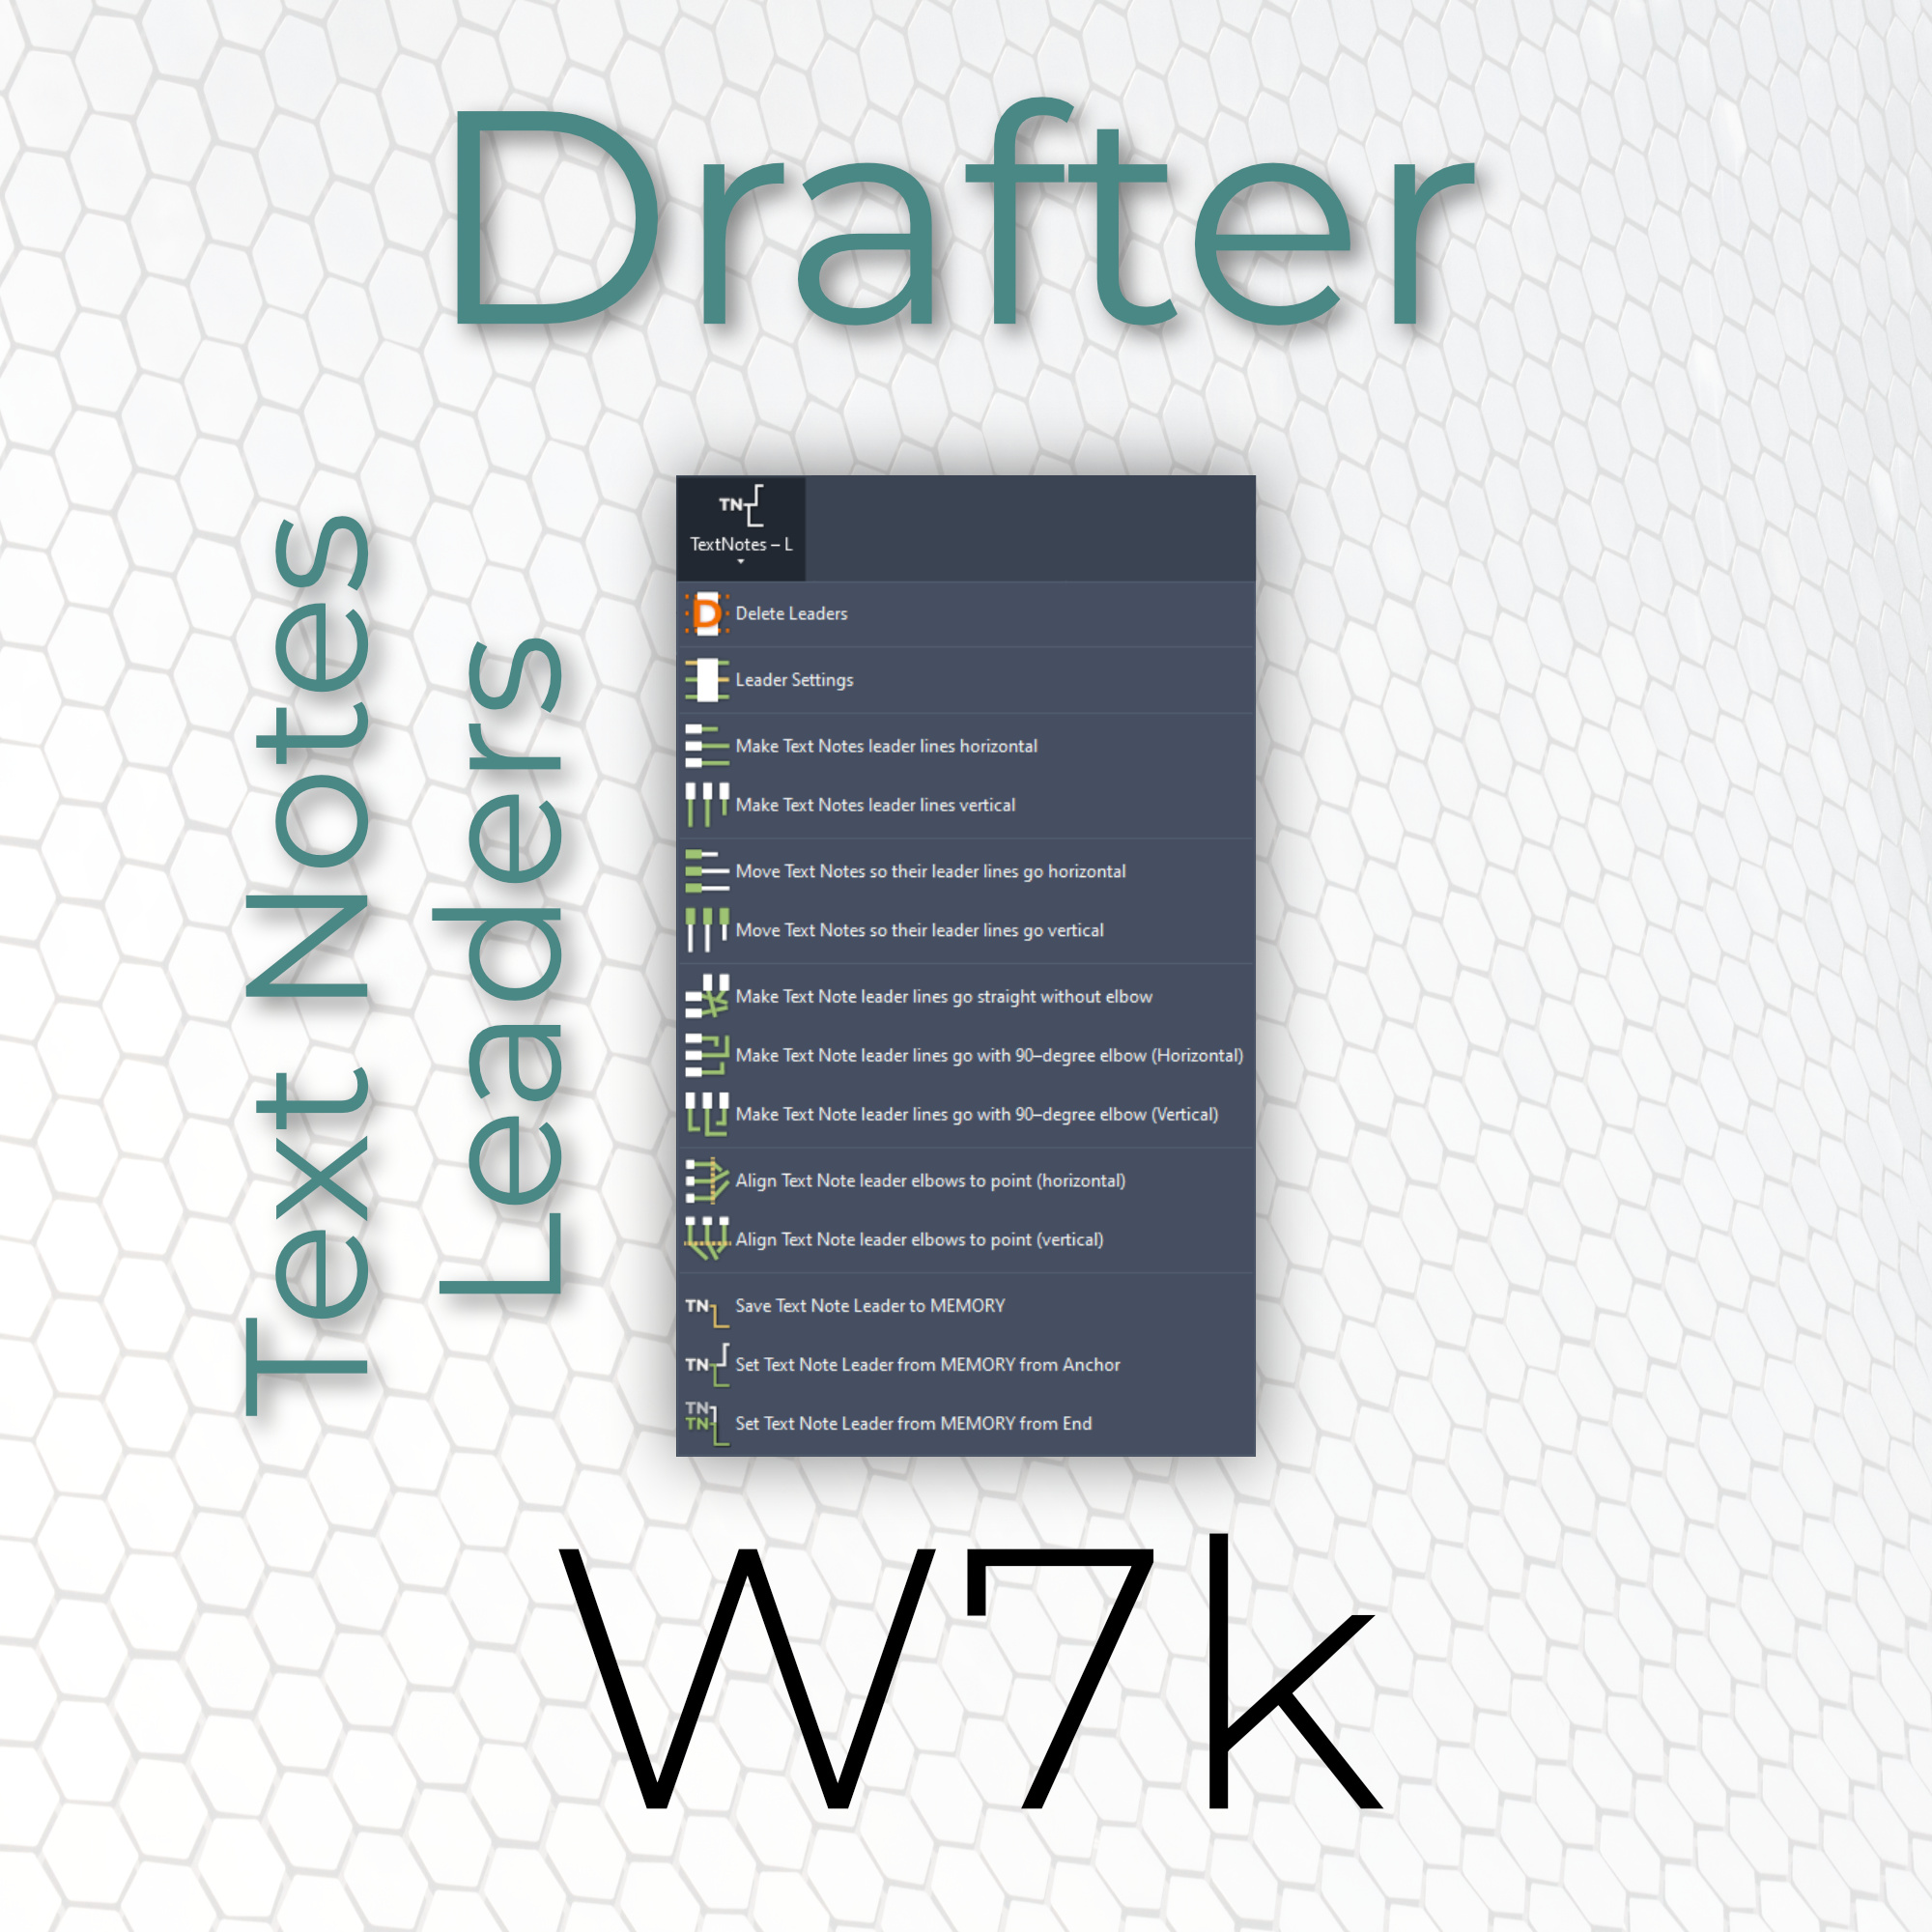 Drafter
Text Notes
Leaders
TN
TextNotes – L
D Delete Leaders
Leader Settings
Make Text Notes leader lines horizontal
Make Text Notes leader lines vertical
Move Text Notes so their leader lines go horizontal
Move Text Notes so their leader lines go vertical
Make Text Note leader lines go straight without elbow
Make Text Note leader lines go with 90–degree elbow (Horizontal)
Make Text Note leader lines go with 90–degree elbow (Vertical)
Align Text Note leader elbows to point (horizontal)
Align Text Note leader elbows to point (vertical)
TN Save Text Note Leader to MEMORY
TN Set Text Note Leader from MEMORY from Anchor
TN
TN Set Text Note Leader from MEMORY from End
W7k